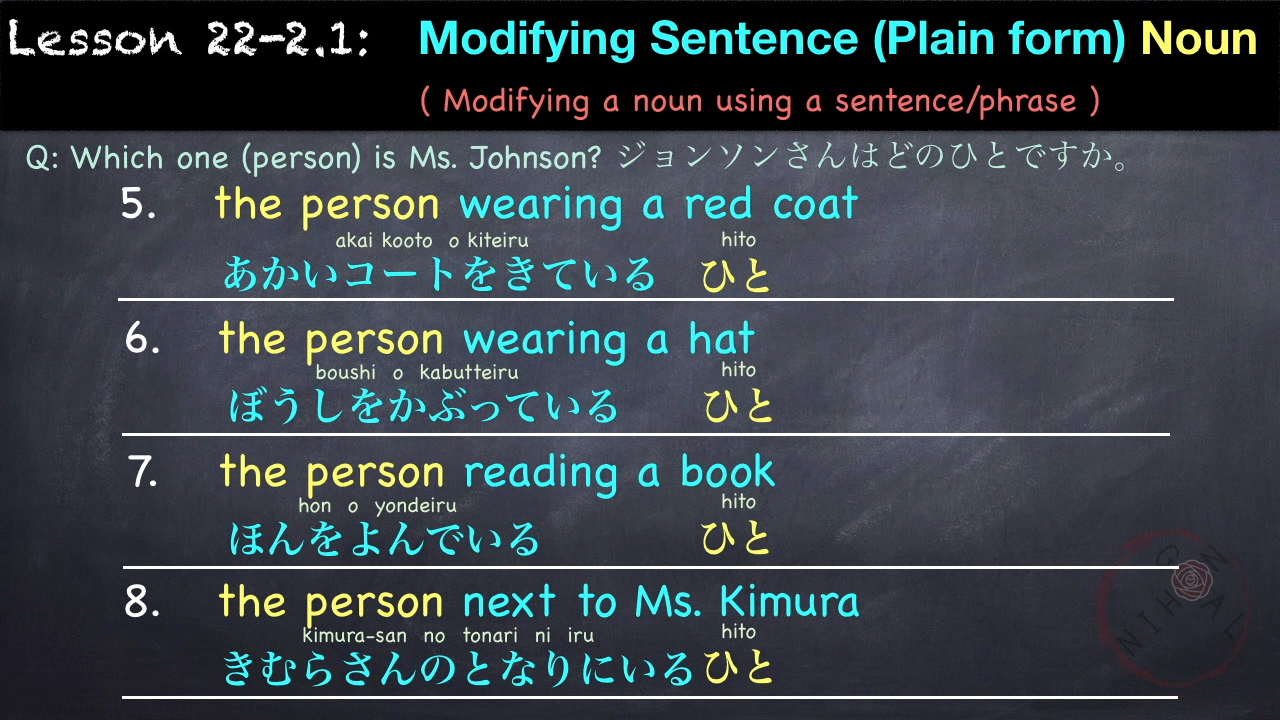 Lesson 22-2.1: Modifying Sentence (Plain form) Noun
( Modifying a noun using a sentence/phrase )
Q: Which one (person) is Ms. Johnson? ジョンソンさんはどのひとですか。
5. the person wearing a red coat
akai kooto o kiteiru hito
あかいコートをきている ひと
6. the person wearing a hat
boushi o kabutteiru hito
ぼうしをかぶっている ひと
7. the person reading a book
hon o yondeiru hito
ほんをよんでいる ひと
8. the person next to Ms. Kimura
kimura-san no tonari ni iru hito
きむらさんのとなりにいる ひと
NIHONGOAL